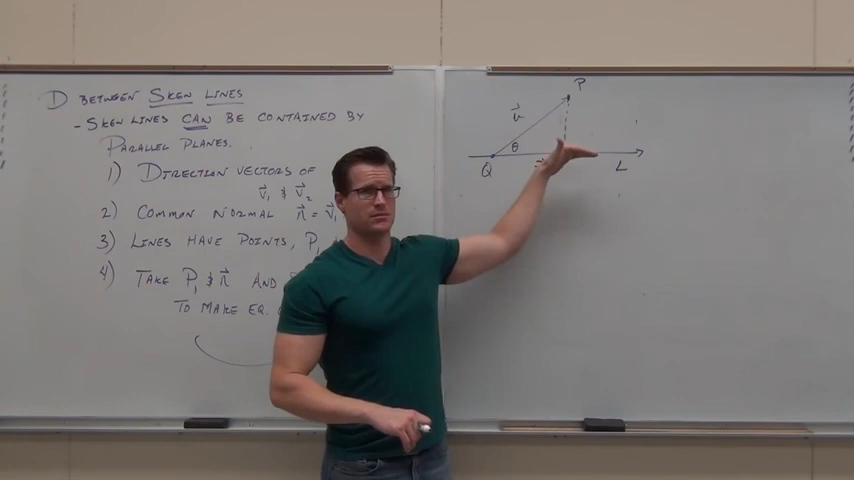 D BETWEEN SKEW LINES
- SKEW LINES CAN BE CONTAINED BY
PARALLEL PLANES.
1) DIRECTION VECTORS OF
v⃗₁ & v⃗₂
2) COMMON NORMAL n⃗ = v⃗₁
3) LINES HAVE POINTS, P₁
4) TAKE P₁ & n⃗ AND
TO MAKE EQ.
P
v⃗
θ
Q
L